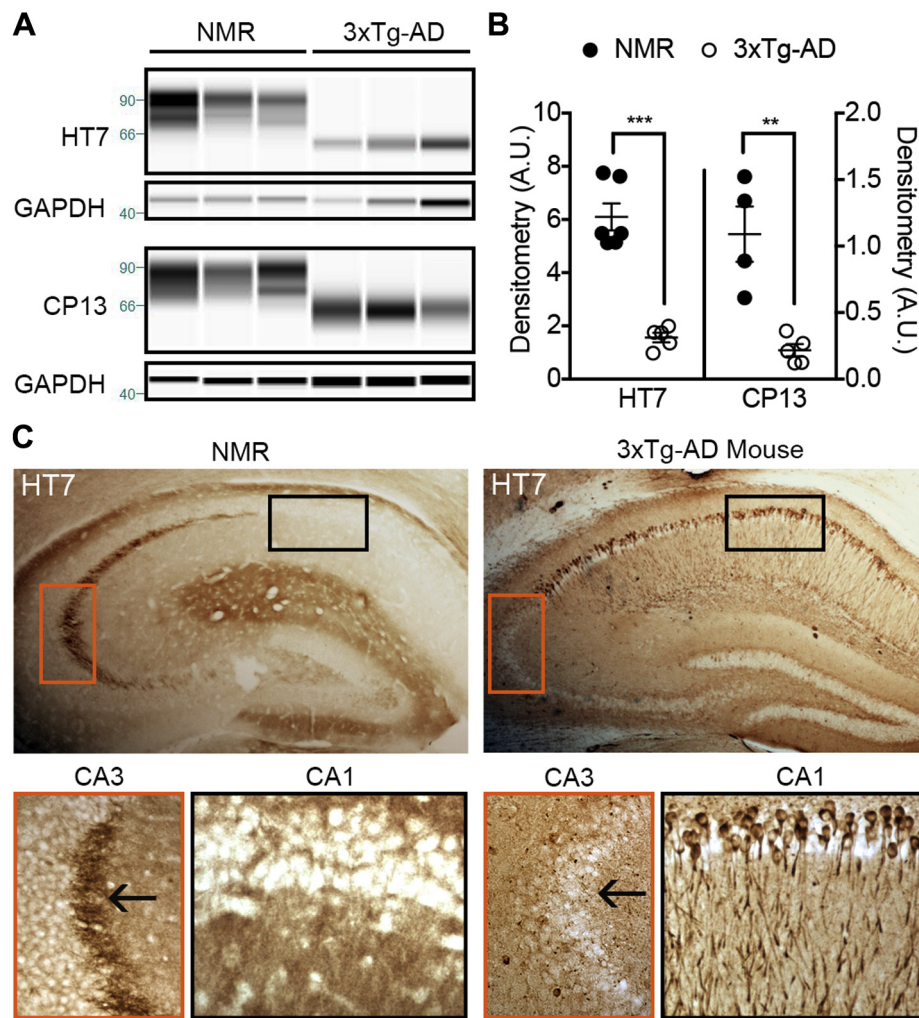 A
NMR
3xTg-AD
HT7
90
66
GAPDH
40
CP13
90
66
GAPDH
40
B
NMR
3xTg-AD
Densitometry (A.U.)
10
8
6
4
2
0
***
**
2.0
1.5
1.0
0.5
0.0
Densitometry (A.U.)
HT7
CP13
C
NMR
3xTg-AD Mouse
HT7
HT7
CA3
CA1
CA3
CA1